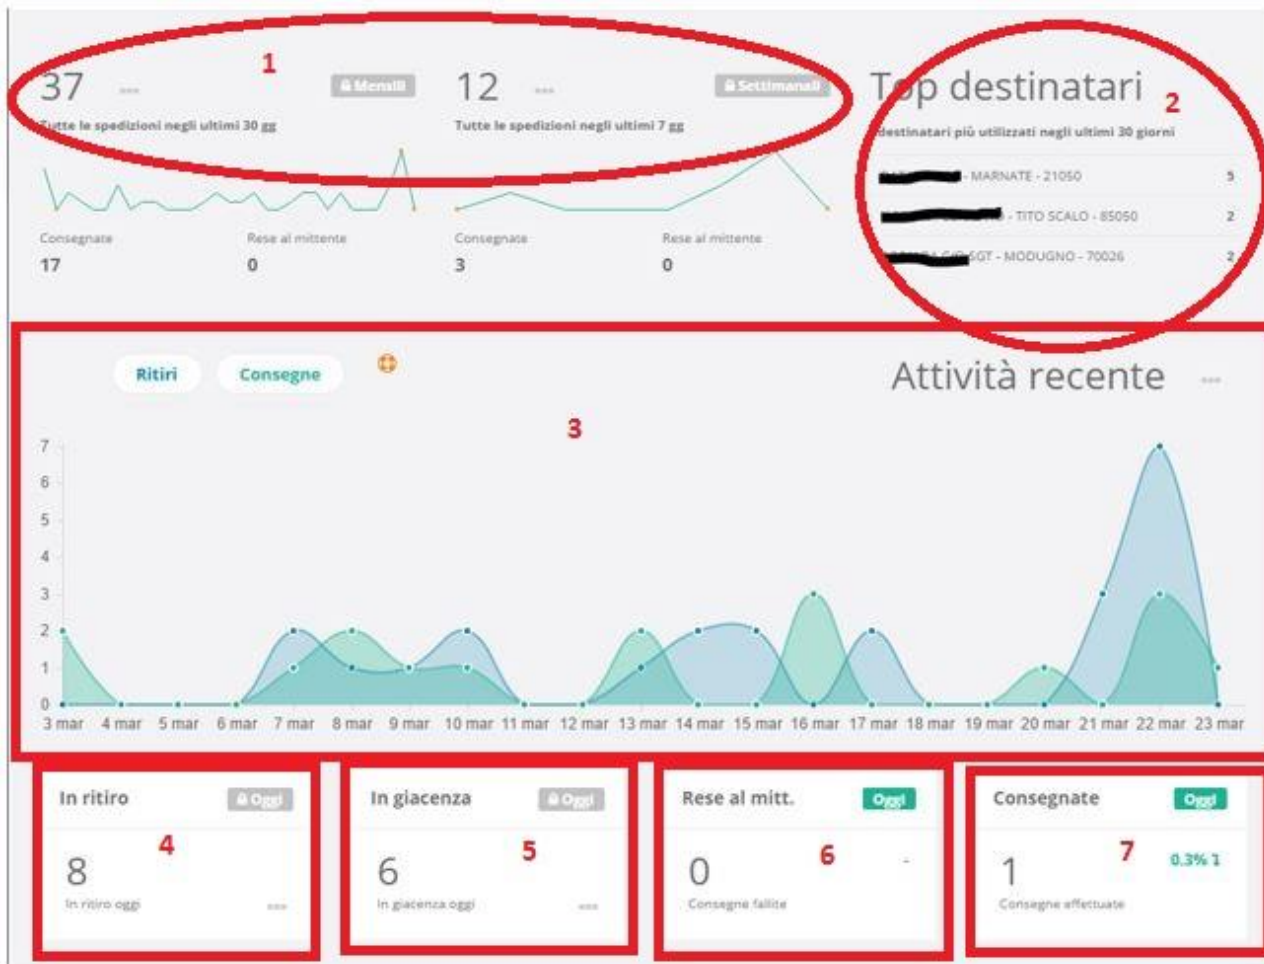 1
37 ... Mensili
12 ... Settimanali
Tutte le spedizioni negli ultimi 30 gg
Tutte le spedizioni negli ultimi 7 gg
Consegnate
17
Rese al mittente
0
Consegnate
3
Rese al mittente
0
Top destinatari
2
destinatari più utilizzati negli ultimi 30 giorni
- MARNATE - 21050 5
- TITO SCALO - 85050 2
SGT - MODUGNO - 70026 2
Ritiri Consegne
Attività recente ...
3
7
6
5
4
3
2
1
0
3 mar 4 mar 5 mar 6 mar 7 mar 8 mar 9 mar 10 mar 11 mar 12 mar 13 mar 14 mar 15 mar 16 mar 17 mar 18 mar 19 mar 20 mar 21 mar 22 mar 23 mar
In ritiro Oggi
4
8
In ritiro oggi ...
In giacenza Oggi
5
6
In giacenza oggi ...
Rese al mitt. Oggi
6
0 -
Consegne fallite
Consegnate Oggi
7
1 0.3%
Consegne effettuate